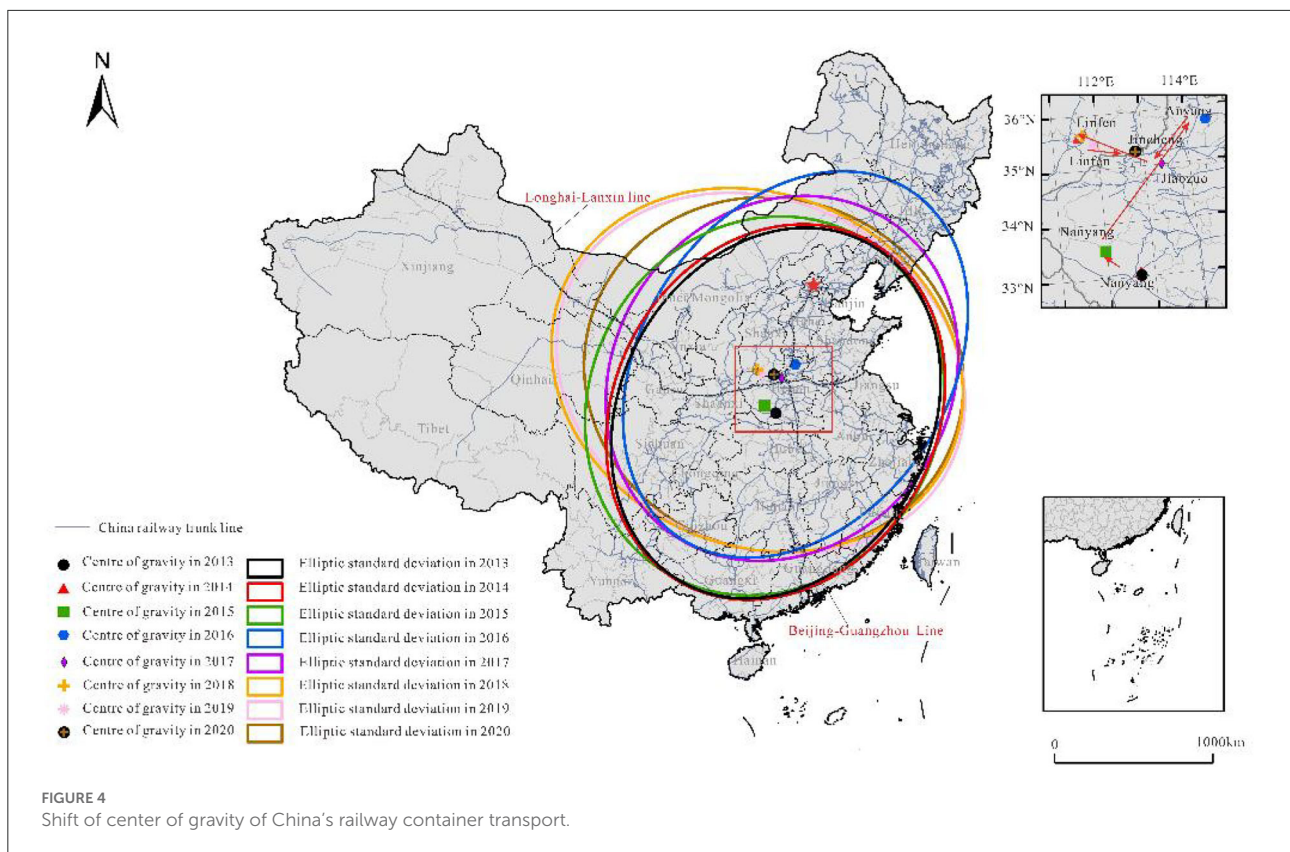 N
112°E 114°E
36°N
Anyang
Linfen
Jincheng
35°N
Linfen
Jiaozuo
34°N
Nanyang
33°N
Nanyang
Longhai-Lanxin line
Xinjiang
Qinhai
Tibet
Jiangsu
Shaanxi
Yunnan
Guangxi
Taiwan
Hainan
Beijing-Guangzhou Line
China railway trunk line
Centre of gravity in 2013 Elliptic standard deviation in 2013
Centre of gravity in 2014 Elliptic standard deviation in 2014
Centre of gravity in 2015 Elliptic standard deviation in 2015
Centre of gravity in 2016 Elliptic standard deviation in 2016
Centre of gravity in 2017 Elliptic standard deviation in 2017
Centre of gravity in 2018 Elliptic standard deviation in 2018
Centre of gravity in 2019 Elliptic standard deviation in 2019
Centre of gravity in 2020 Elliptic standard deviation in 2020
0 1000km
FIGURE 4
Shift of center of gravity of China's railway container transport.